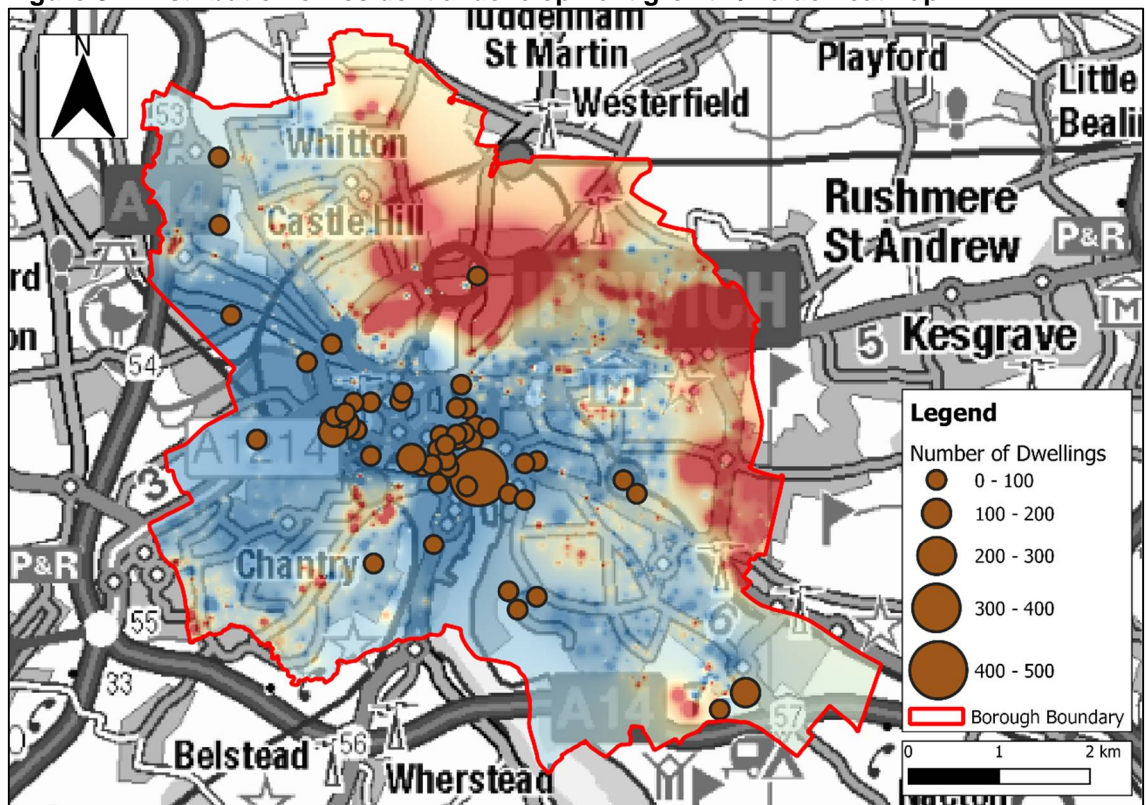 Tuddenham
St Martin
Playford
Little
N
Westerfield
53
Whitton
A14
Castle Hill
Rushmere
St Andrew
P&R
IPSWICH
M
5
Kesgrave
54
M
A1214
3
Legend
Number of Dwellings
0 - 100
100 - 200
200 - 300
300 - 400
400 - 500
Borough Boundary
0 1 2 km
Chantry
P&R
55
6
33
A14
57
56
Belstead
Wherstead